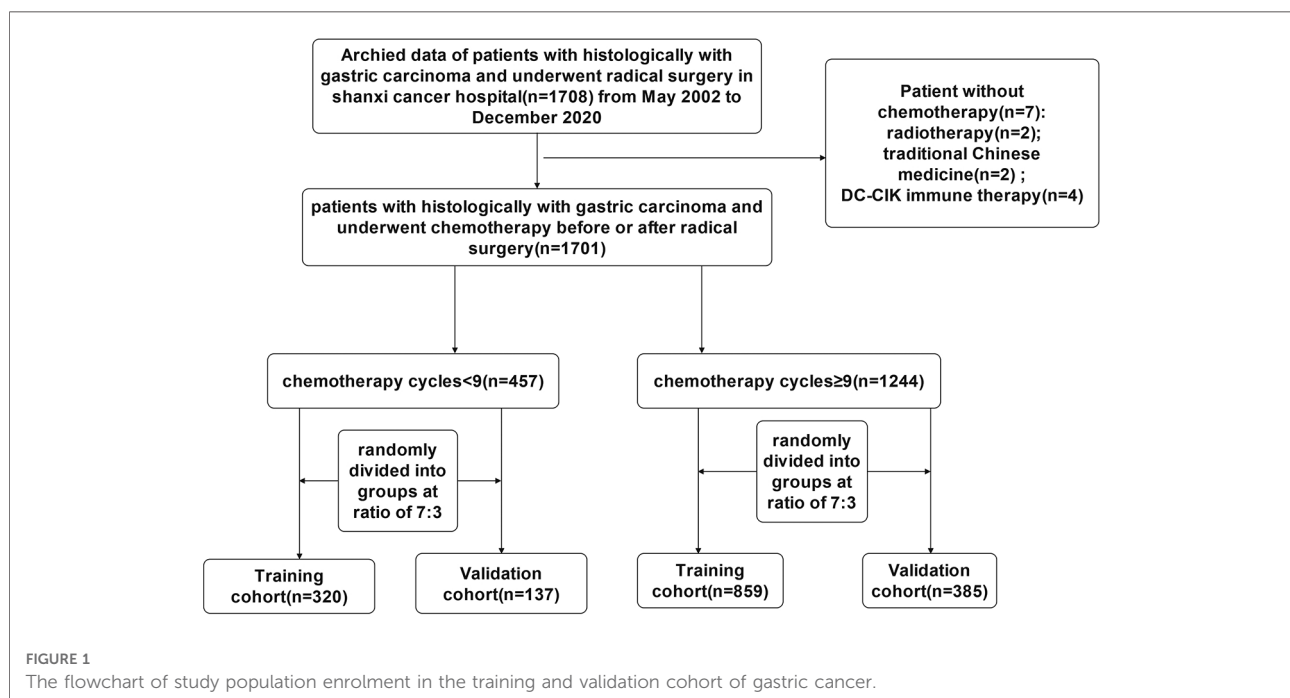 Archied data of patients with histologically with
gastric carcinoma and underwent radical surgery in
shanxi cancer hospital(n=1708) from May 2002 to
December 2020
Patient without
chemotherapy(n=7):
radiotherapy(n=2);
traditional Chinese
medicine(n=2) ;
DC-CIK immune therapy(n=4)
patients with histologically with gastric carcinoma and
underwent chemotherapy before or after radical
surgery(n=1701)
chemotherapy cycles<9(n=457)
chemotherapy cycles≥9(n=1244)
randomly
divided into
groups at
ratio of 7:3
randomly
divided into
groups at
ratio of 7:3
Training
cohort(n=320)
Validation
cohort(n=137)
Training
cohort(n=859)
Validation
cohort(n=385)
FIGURE 1
The flowchart of study population enrolment in the training and validation cohort of gastric cancer.